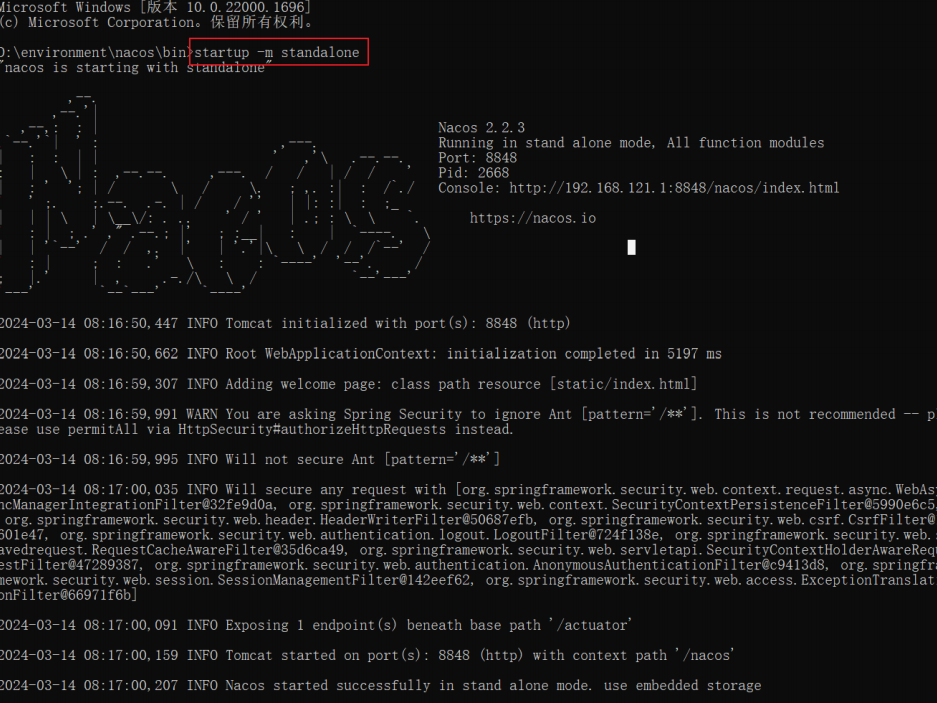 Microsoft Windows [版本 10.0.22000.1696]
(c) Microsoft Corporation。保留所有权利。
D:\environment\nacos\bin>startup -m standalone
"nacos is starting with standalone"
Nacos 2.2.3
Running in stand alone mode, All function modules
Port: 8848
Pid: 2668
Console: http://192.168.121.1:8848/nacos/index.html
https://nacos.io
2024-03-14 08:16:50,447 INFO Tomcat initialized with port(s): 8848 (http)
2024-03-14 08:16:50,662 INFO Root WebApplicationContext: initialization completed in 5197 ms
2024-03-14 08:16:59,307 INFO Adding welcome page: class path resource [static/index.html]
2024-03-14 08:16:59,991 WARN You are asking Spring Security to ignore Ant [pattern='/**']. This is not recommended -- p
ease use permitAll via HttpSecurity#authorizeHttpRequests instead.
2024-03-14 08:16:59,995 INFO Will not secure Ant [pattern='/**']
2024-03-14 08:17:00,035 INFO Will secure any request with [org.springframework.security.web.context.request.async.WebAsy
ncManagerIntegrationFilter@32fe9d0a, org.springframework.security.web.context.SecurityContextPersistenceFilter@5990e6c5,
org.springframework.security.web.header.HeaderWriterFilter@50687efb, org.springframework.security.web.csrf.CsrfFilter@
601e47, org.springframework.security.web.authentication.logout.LogoutFilter@724f138e, org.springframework.security.web.s
avedrequest.RequestCacheAwareFilter@35d6ca49, org.springframework.security.web.servletapi.SecurityContextHolderAwareRequ
estFilter@47289387, org.springframework.security.web.authentication.AnonymousAuthenticationFilter@c9413d8, org.springfra
mework.security.web.session.SessionManagementFilter@142eef62, org.springframework.security.web.access.ExceptionTranslat
onFilter@66971f6b]
2024-03-14 08:17:00,091 INFO Exposing 1 endpoint(s) beneath base path '/actuator'
2024-03-14 08:17:00,159 INFO Tomcat started on port(s): 8848 (http) with context path '/nacos'
2024-03-14 08:17:00,207 INFO Nacos started successfully in stand alone mode. use embedded storage